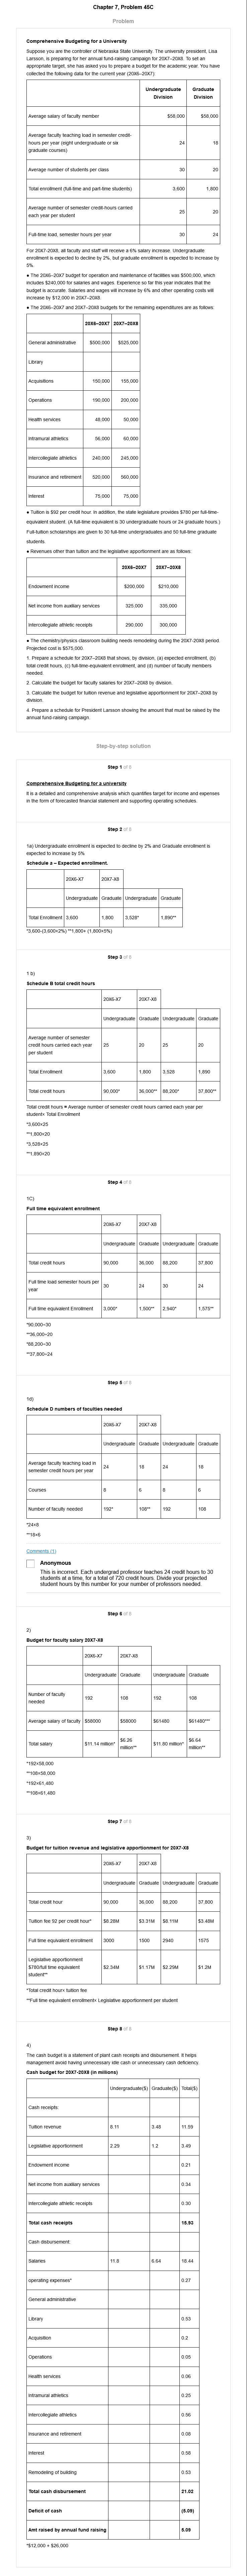 Chapter 7, Problem 45C
Problem
Comprehensive Budgeting for a University
Suppose you are the controller of Nebraska State University. The university president, Lisa
Larsson, is preparing for her annual fund-raising campaign for 20X7–20X8. To set an
appropriate target, she has asked you to prepare a budget for the academic year. You have
collected the following data for the current year (20X6–20X7):
Undergraduate Division Graduate Division
Average salary of faculty member $58,000 $58,000
Average faculty teaching load in semester credit-
hours per year (eight undergraduate or six
graduate courses) 24 18
Average number of students per class 30 20
Total enrollment (full-time and part-time students) 3,600 1,800
Average number of semester credit-hours carried
each year per student 25 20
Full-time load, semester hours per year 30 24
For 20X7–20X8, all faculty and staff will receive a 6% salary increase. Undergraduate
enrollment is expected to decline by 2%, but graduate enrollment is expected to increase by
5%.
• The 20X6–20X7 budget for operation and maintenance of facilities was $500,000, which
includes $240,000 for salaries and wages. Experience so far this year indicates that the
budget is accurate. Salaries and wages will increase by 6% and other operating costs will
increase by $12,000 in 20X7–20X8.
• The 20X6–20X7 and 20X7–20X8 budgets for the remaining expenditures are as follows:
20X6–20X7 20X7–20X8
General administrative $500,000 $525,000
Library
Acquisitions 150,000 155,000
Operations 190,000 200,000
Health services 48,000 50,000
Intramural athletics 56,000 60,000
Intercollegiate athletics 240,000 245,000
Insurance and retirement 520,000 560,000
Interest 75,000 75,000
• Tuition is $92 per credit hour. In addition, the state legislature provides $780 per full-time-
equivalent student. (A full-time equivalent is 30 undergraduate hours or 24 graduate hours.)
Full-tuition scholarships are given to 30 full-time undergraduates and 50 full-time graduate
students.
• Revenues other than tuition and the legislative apportionment are as follows:
20X6–20X7 20X7–20X8
Endowment income $200,000 $210,000
Net income from auxiliary services 325,000 335,000
Intercollegiate athletic receipts 290,000 300,000
• The chemistry/physics classroom building needs remodeling during the 20X7-20X8 period.
Projected cost is $575,000.
1. Prepare a schedule for 20X7–20X8 that shows, by division, (a) expected enrollment, (b)
total credit hours, (c) full-time-equivalent enrollment, and (d) number of faculty members
needed.
2. Calculate the budget for faculty salaries for 20X7–20X8 by division.
3. Calculate the budget for tuition revenue and legislative apportionment for 20X7–20X8 by
division.
4. Prepare a schedule for President Larsson showing the amount that must be raised by the
annual fund-raising campaign.
Step-by-step solution
Step 1 of 8
Comprehensive Budgeting for a university
It is a detailed and comprehensive analysis which quantifies target for income and expenses
in the form of forecasted financial statement and supporting operating schedules.
Step 2 of 8
1a) Undergraduate enrollment is expected to decline by 2% and Graduate enrollment is
expected to increase by 5%
Schedule a – Expected enrollment.
20X6-X7 20X7-X8
Undergraduate Graduate Undergraduate Graduate
Total Enrollment 3,600 1,800 3,528* 1,890**
*3,600-(3,600×2%) **1,800+ (1,800×5%)
Step 3 of 8
1 b)
Schedule B total credit hours
20X6-X7 20X7-X8
Undergraduate Graduate Undergraduate Graduate
Average number of semester
credit hours carried each year
per student 25 20 25 20
Total Enrollment 3,600 1,800 3,528 1,890
Total credit hours 90,000* 36,000** 88,200* 37,800**
Total credit hours = Average number of semester credit hours carried each year per
student× Total Enrollment
*3,600×25
**1,800×20
*3,528×25
**1,890×20
Step 4 of 8
1C)
Full time equivalent enrollment
20X6-X7 20X7-X8
Undergraduate Graduate Undergraduate Graduate
Total credit hours 90,000 36,000 88,200 37,800
Full time load semester hours per
year 30 24 30 24
Full time equivalent Enrollment 3,000* 1,500** 2,940* 1,575**
*90,000÷30
**36,000÷20
*88,200÷30
**37,800÷24
Step 5 of 8
1d)
Schedule D numbers of faculties needed
20X6-X7 20X7-X8
Undergraduate Graduate Undergraduate Graduate
Average faculty teaching load in
semester credit hours per year 24 18 24 18
Courses 8 6 8 6
Number of faculty needed 192* 108** 192 108
*24×8
**18×6
Comments (1)
Anonymous
This is incorrect. Each undergrad professor teaches 24 credit hours to 30
students at a time, for a total of 720 credit hours. Divide your projected
student hours by this number for your number of professors needed.
Step 6 of 8
2)
Budget for faculty salary 20X7-X8
20X6-X7 20X7-X8
Undergraduate Graduate Undergraduate Graduate
Number of faculty
needed 192 108 192 108
Average salary of faculty $58000 $58000 $61480 $61480***
Total salary $11.14 million* $6.26 million** $11.80 million* $6.64 million**
*192×58,000
**108×58,000
*192×61,480
**108×61,480
Step 7 of 8
3)
Budget for tuition revenue and legislative apportionment for 20X7-X8
20X6-X7 20X7-X8
Undergraduate Graduate Undergraduate Graduate
Total credit hour 90,000 36,000 88,200 37,800
Tuition fee 92 per credit hour* $8.28M $3.31M $8.11M $3.48M
Full time equivalent enrollment 3000 1500 2940 1575
Legislative apportionment
$780/full time equivalent
student** $2.34M $1.17M $2.29M $1.2M
*Total credit hour× tuition fee
**Full time equivalent enrollment× Legislative apportionment per student
Step 8 of 8
4)
The cash budget is a statement of plant cash receipts and disbursement. It helps
management avoid having unnecessary idle cash or unnecessary cash deficiency.
Cash budget for 20X7-20X8 (in millions)
Undergraduate($) Graduate($) Total($)
Cash receipts:
Tuition revenue 8.11 3.48 11.59
Legislative apportionment 2.29 1.2 3.49
Endowment income 0.21
Net income from auxiliary services 0.34
Intercollegiate athletic receipts 0.30
Total cash receipts 15.93
Cash disbursement:
Salaries 11.8 6.64 18.44
operating expenses* 0.27
General administrative
Library 0.53
Acquisition 0.2
Operations 0.05
Health services 0.06
Intramural athletics 0.25
Intercollegiate athletics 0.56
Insurance and retirement 0.08
Interest 0.58
Remodeling of building 0.53
Total cash disbursement 21.02
Deficit of cash (5.09)
Amt raised by annual fund raising 5.09
*$12,000 + $26,000